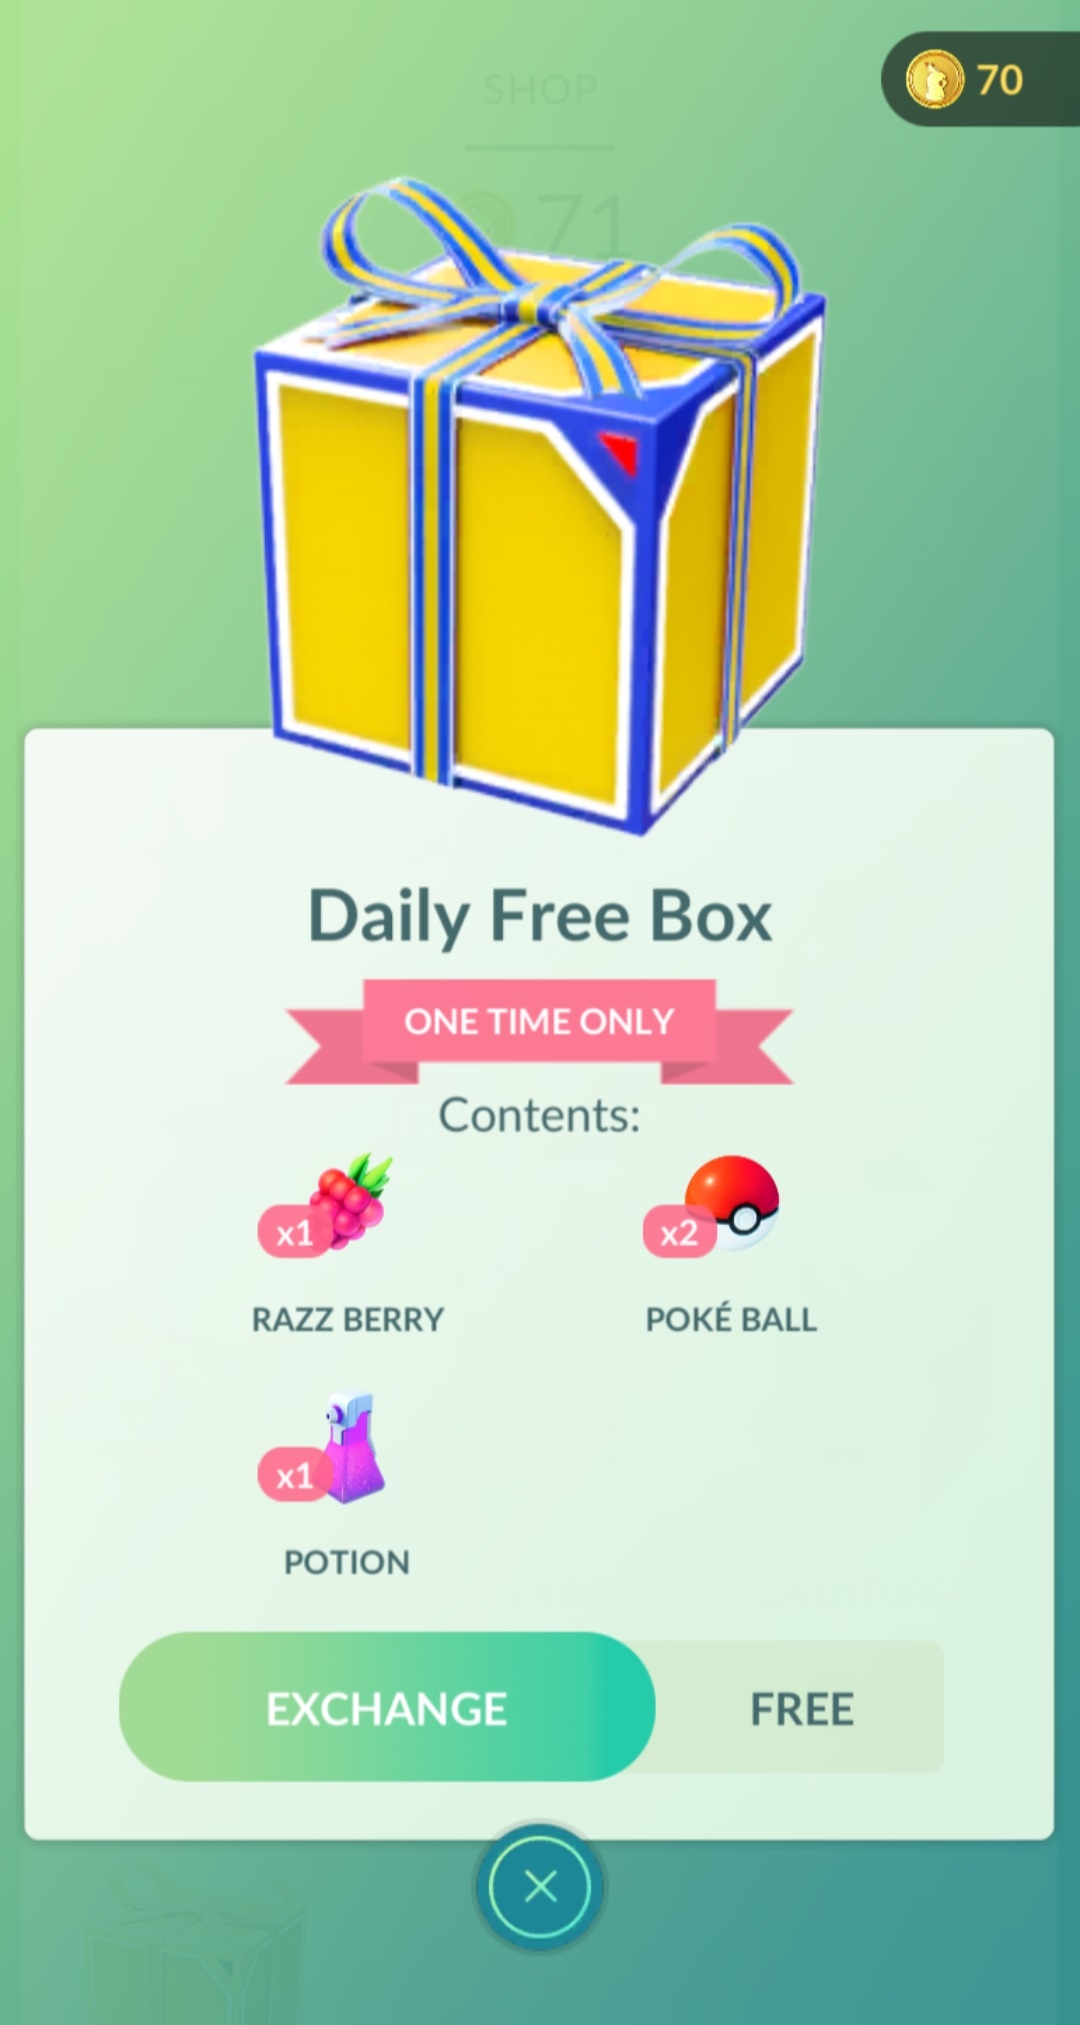 70
SHOP
71
Daily Free Box
ONE TIME ONLY
Contents:
x1
x2
RAZZ BERRY
POKÉ BALL
x1
POTION
EXCHANGE
FREE